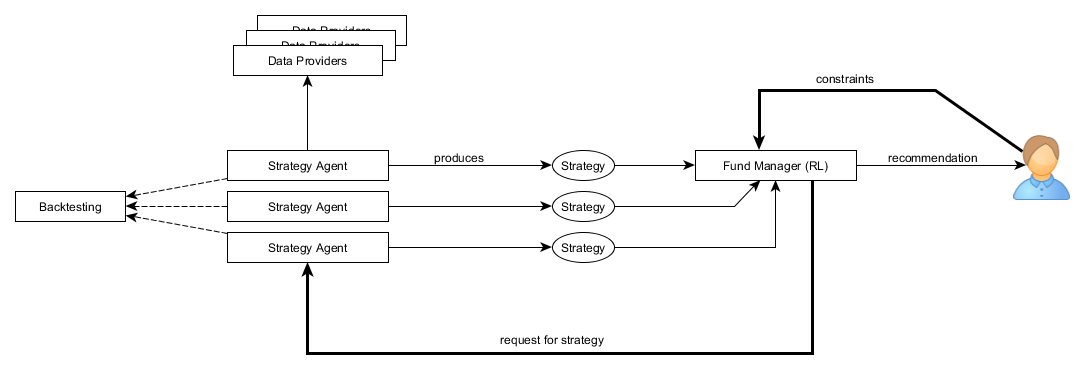 Data Providers
Data Providers
Data Providers
constraints
Strategy Agent
produces
Strategy
Fund Manager (RL)
recommendation
Backtesting
Strategy Agent
Strategy
Strategy Agent
Strategy
request for strategy